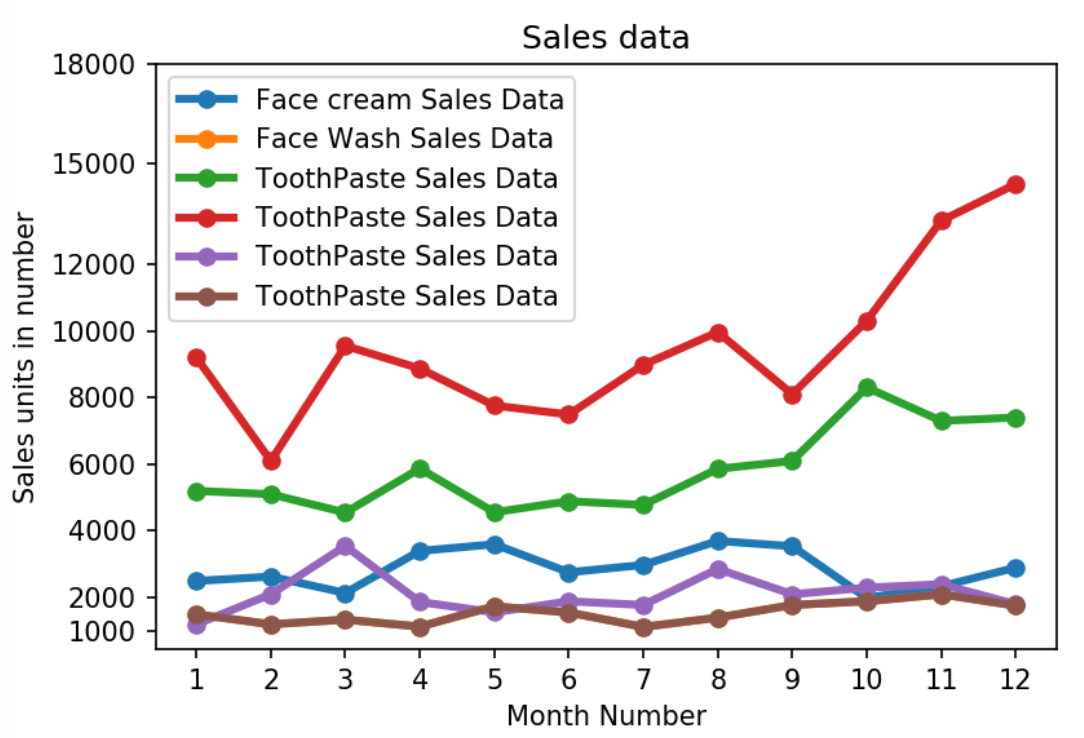 Sales data
Face cream Sales Data
Face Wash Sales Data
ToothPaste Sales Data
ToothPaste Sales Data
ToothPaste Sales Data
ToothPaste Sales Data
Sales units in number
18000
15000
12000
10000
8000
6000
4000
2000
1000
1 2 3 4 5 6 7 8 9 10 11 12
Month Number